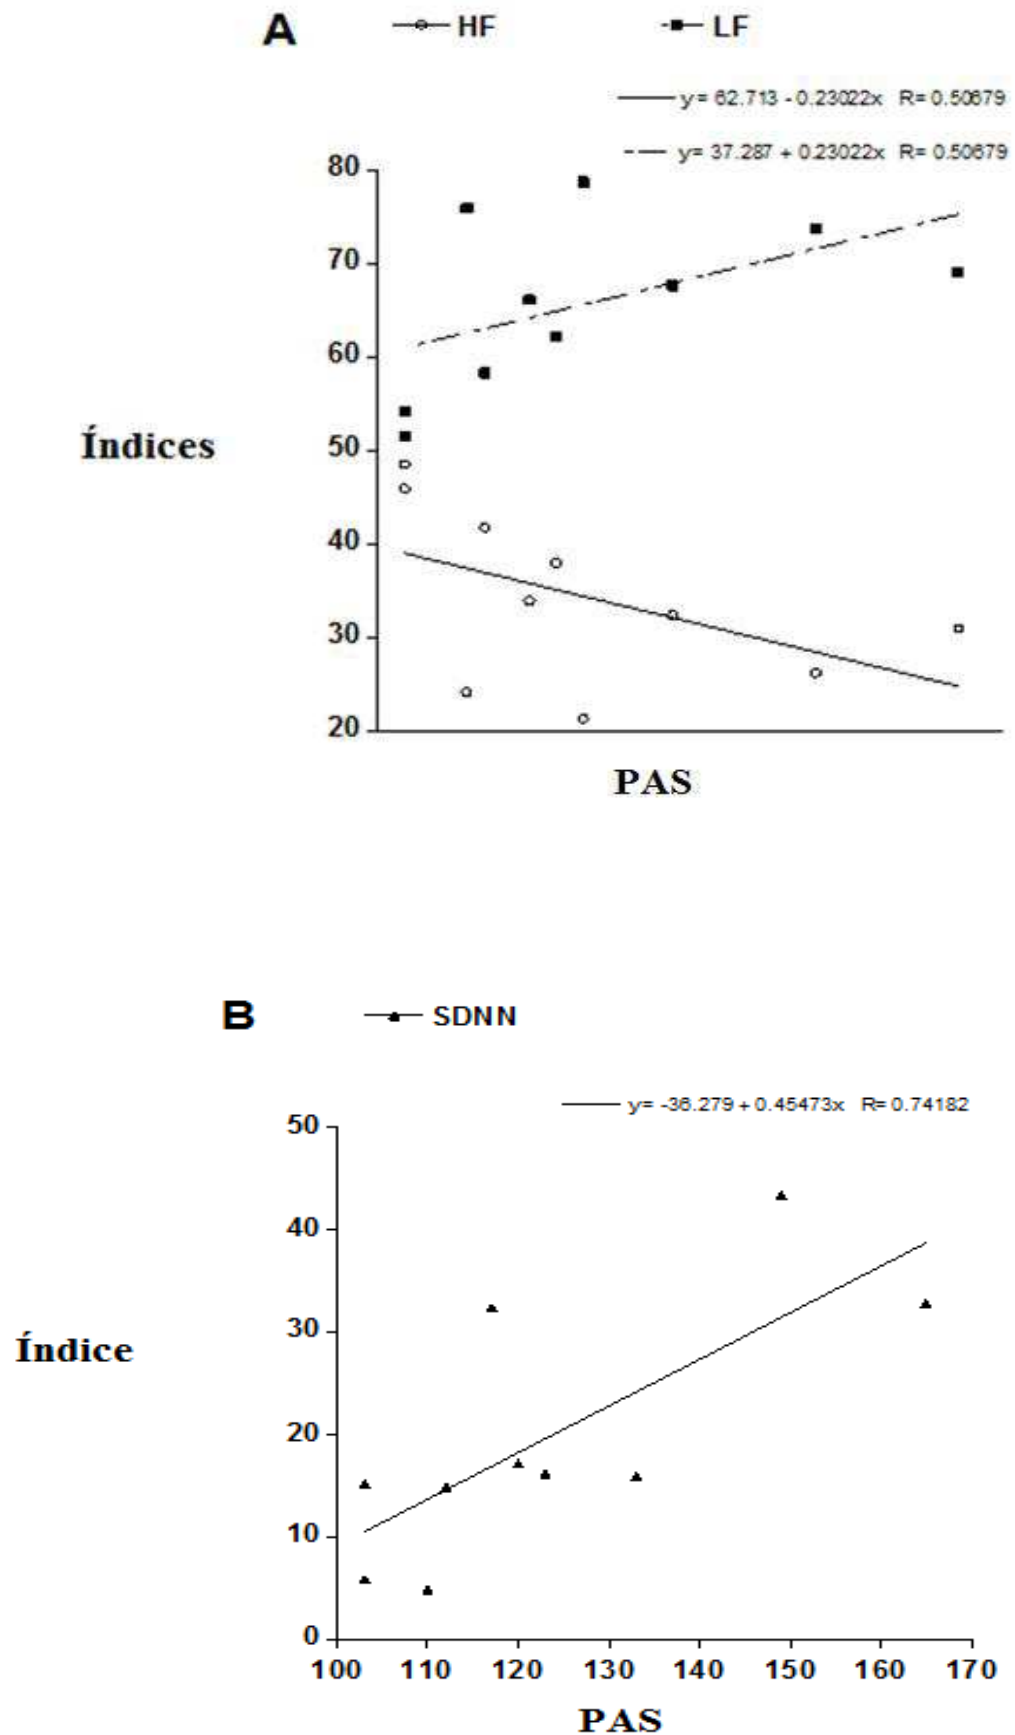 A HF LF
y= 62.713 - 0.23022x R= 0.50679
y= 37.287 + 0.23022x R= 0.50679
80
70
60
50
Índices
40
30
20
PAS
B SDNN
y= -36.279 + 0.45473x R= 0.74182
50
40
30
Índice
20
10
0
100 110 120 130 140 150 160 170
PAS